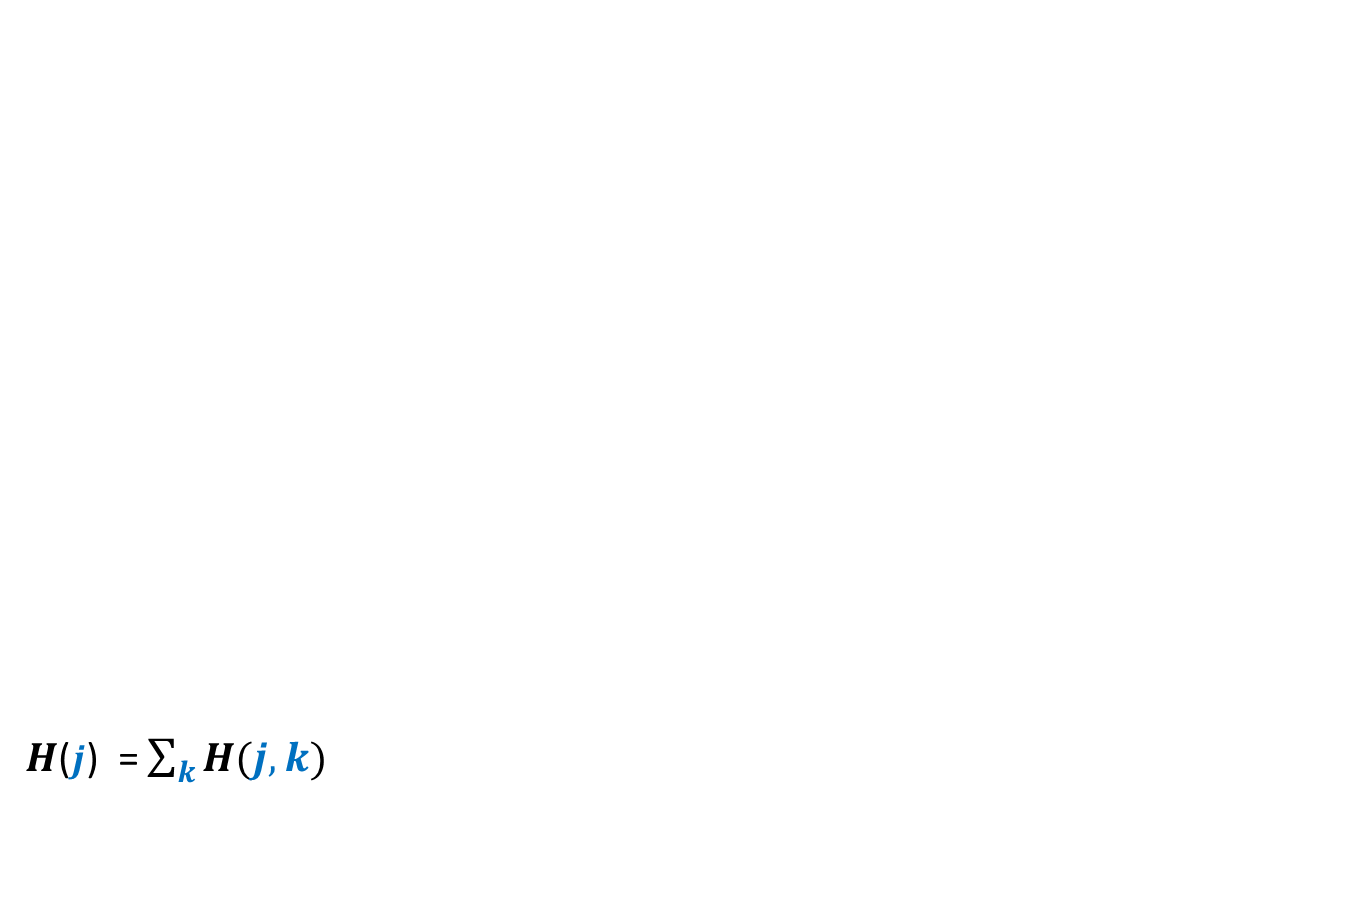 H(j) = ∑ₖ H(j, k)